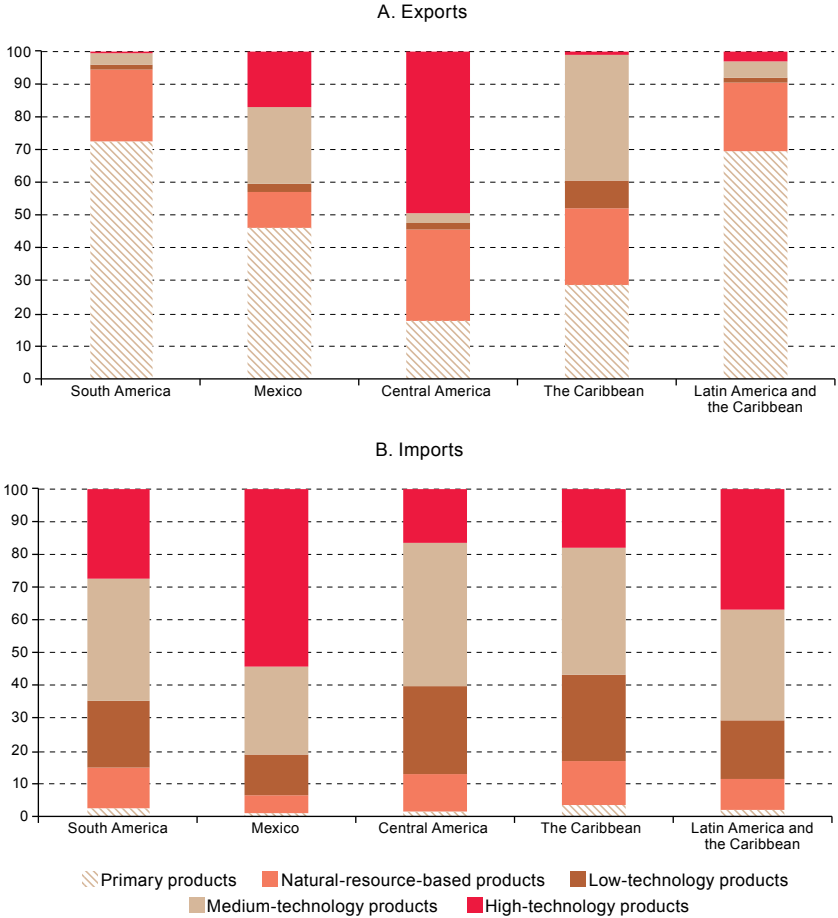 A. Exports
100
90
80
70
60
50
40
30
20
10
0
South America Mexico Central America The Caribbean Latin America and
the Caribbean
B. Imports
100
90
80
70
60
50
40
30
20
10
0
South America Mexico Central America The Caribbean Latin America and
the Caribbean
Primary products Natural-resource-based products Low-technology products
Medium-technology products High-technology products